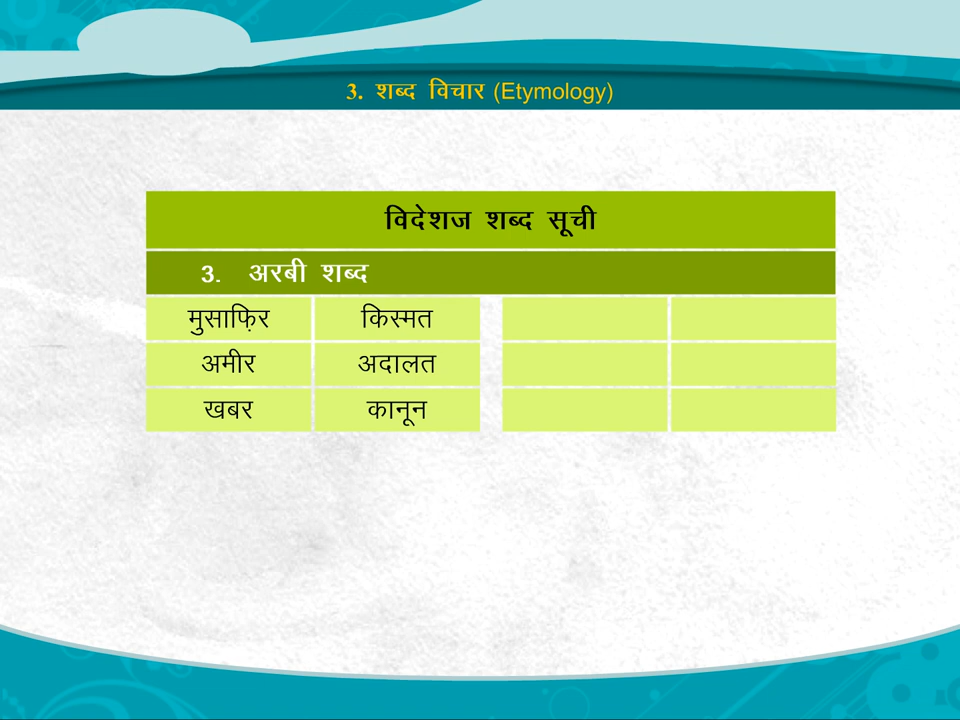 3. शब्द विचार (Etymology)
विदेशज शब्द सूची
3. अरबी शब्द
मुसाफ़िर किस्मत
अमीर अदालत
खबर कानून